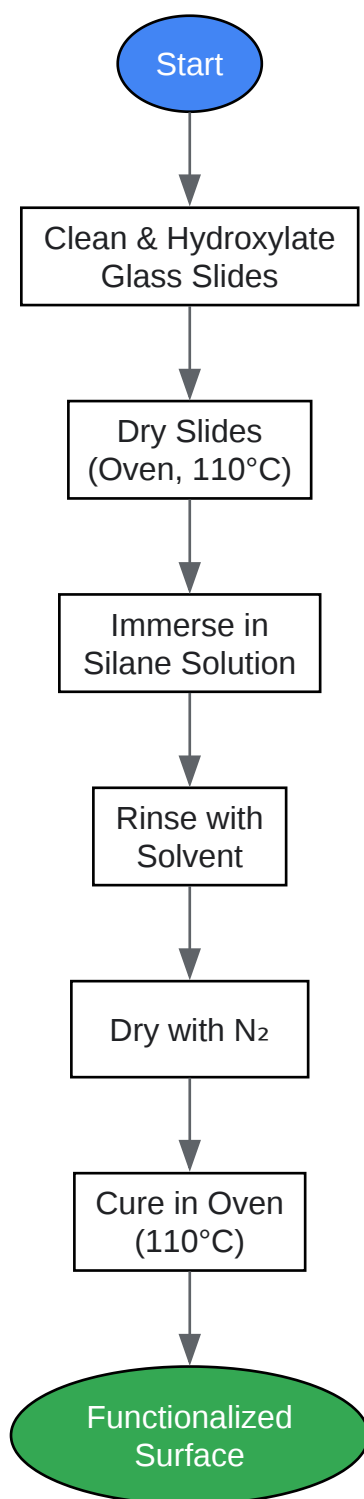 Start
Clean & Hydroxylate
Glass Slides
Dry Slides
(Oven, 110°C)
Immerse in
Silane Solution
Rinse with
Solvent
Dry with N₂
Cure in Oven
(110°C)
Functionalized
Surface